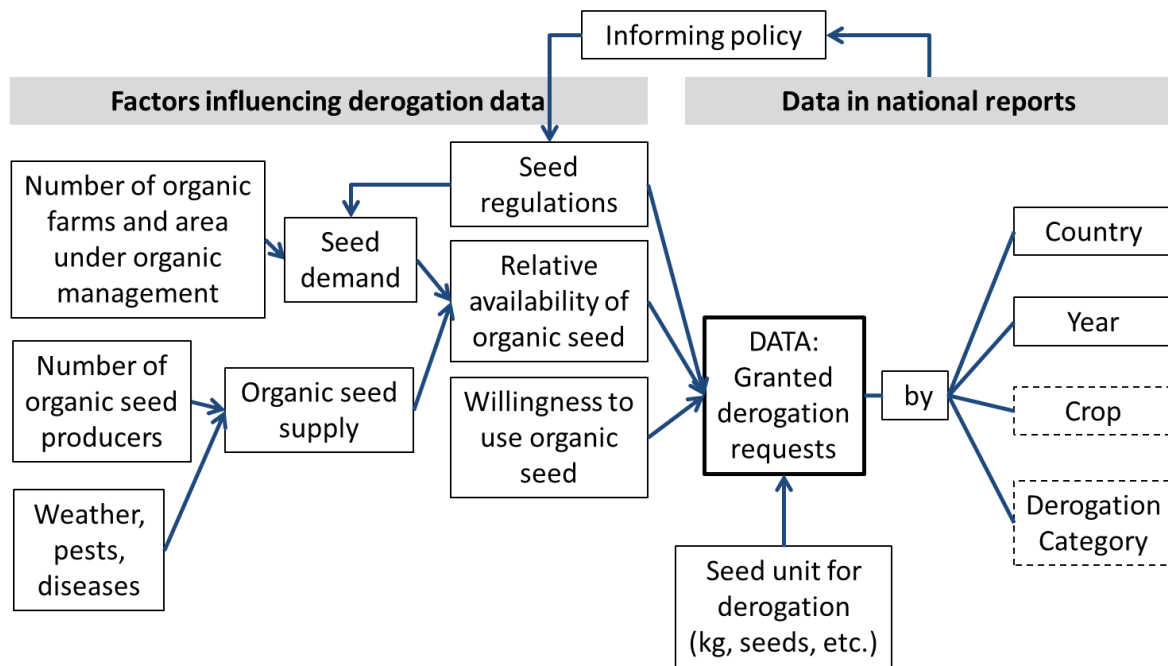 Informing policy
Factors influencing derogation data
Data in national reports
Number of organic
farms and area
under organic
management
Seed
demand
Seed
regulations
Relative
availability of
organic seed
Number of
organic seed
producers
Organic seed
supply
Willingness to
use organic
seed
Weather,
pests,
diseases
DATA:
Granted
derogation
requests
by
Country
Year
Crop
Derogation
Category
Seed unit for
derogation
(kg, seeds, etc.)